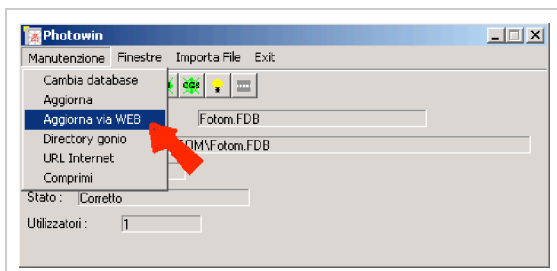 Photowin
Manutenzione Finestre Importa File Exit
Cambia database
Aggiorna
Aggiorna via WEB
Directory gonio
URL Internet
Comprimi
Fotom.FDB
OM\Fotom.FDB
Stato : Corretto
Utilizzatori : 1